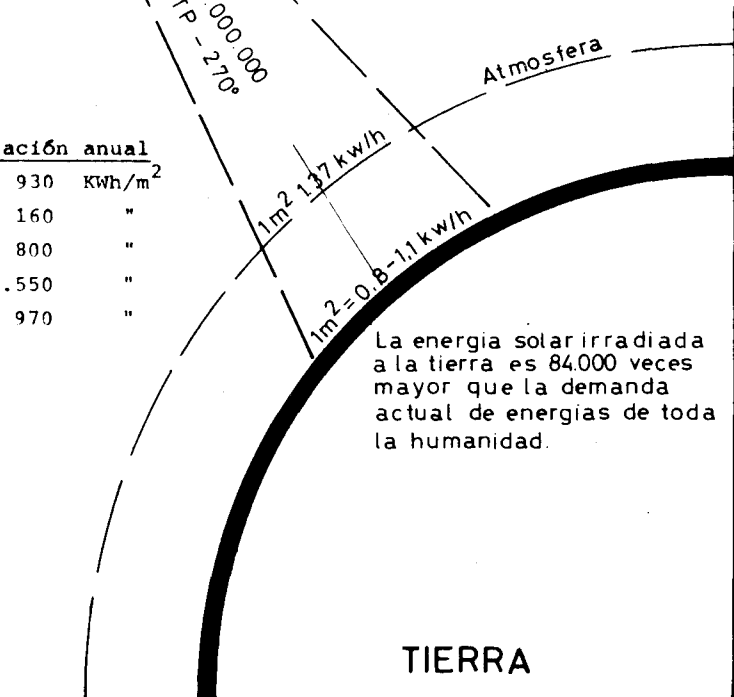 .000.000
TP - 270°
Atmosfera
ación anual
930 KWh/m²
160 "
800 "
.550 "
970 "
1m² 1.37 kw/h
1m² = 0,8-1,1 kw/h
La energia solar irradiada
a la tierra es 84.000 veces
mayor que la demanda
actual de energias de toda
la humanidad.
TIERRA